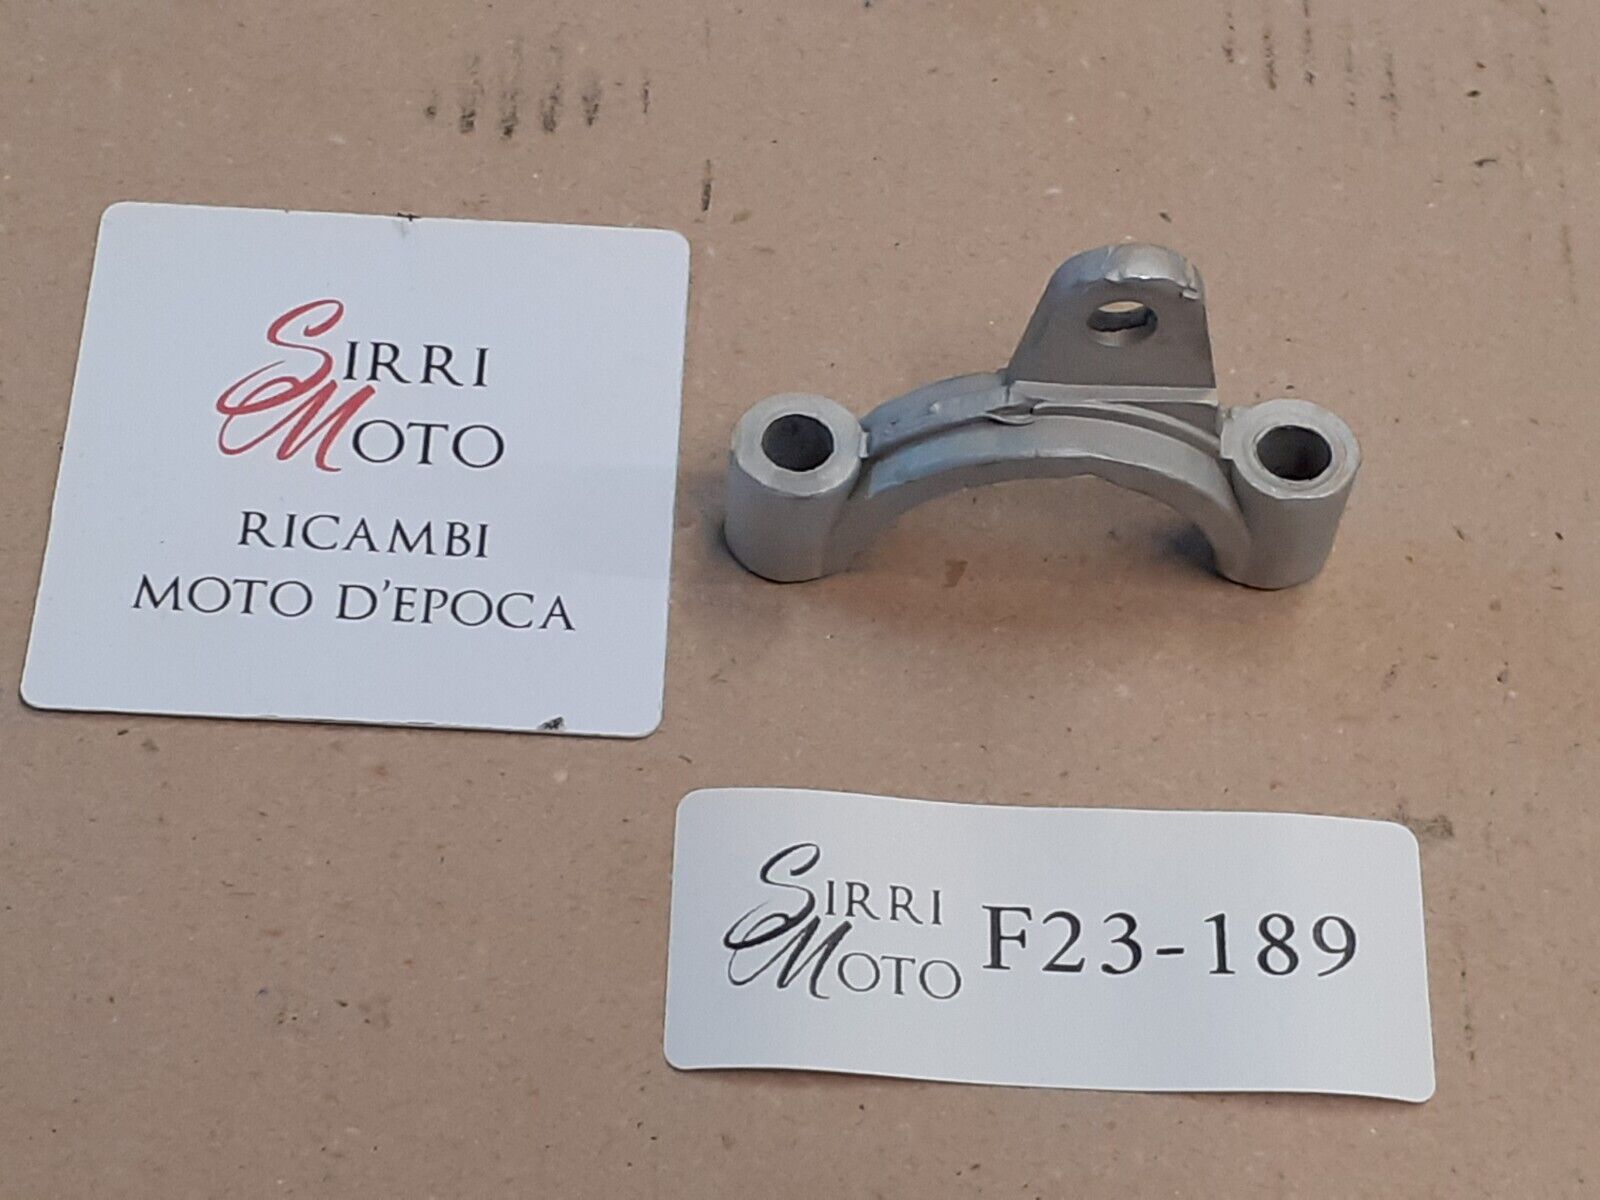 SIRRI
MOTO
RICAMBI
MOTO D'EPOCA
SIRRI
MOTO
F23-189